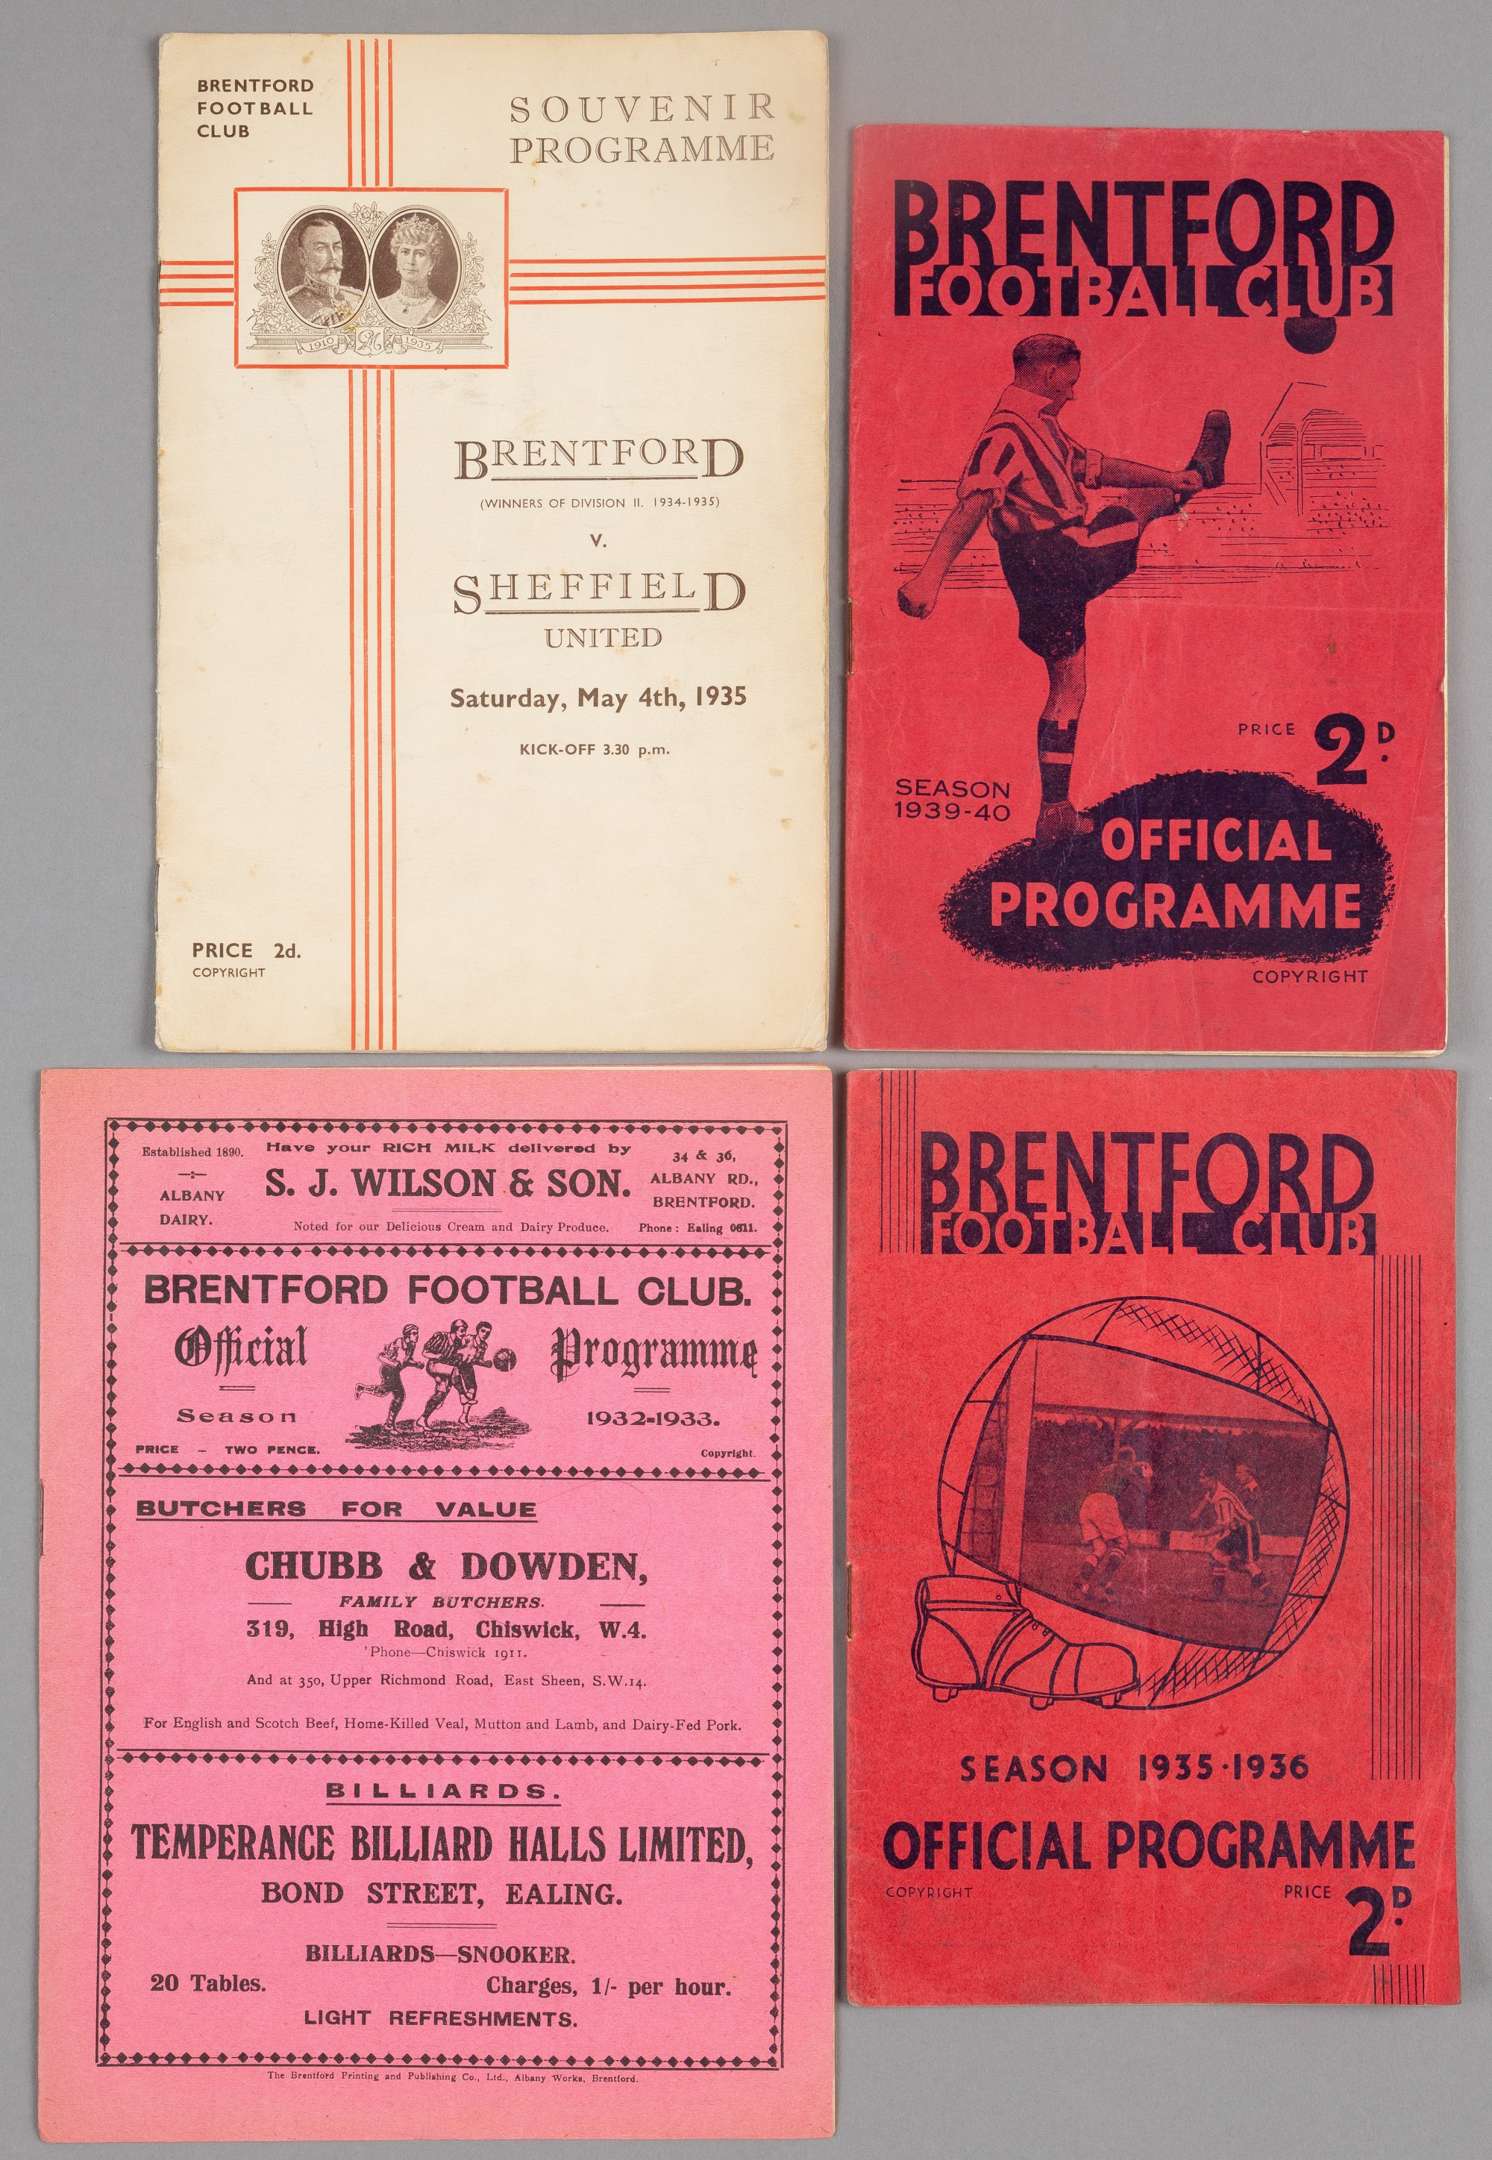 BRENTFORD
FOOTBALL
CLUB
SOUVENIR
PROGRAMME
1910 1935
BRENTFORD
(WINNERS OF DIVISION II. 1934-1935)
V.
SHEFFIELD
UNITED
Saturday, May 4th, 1935
KICK-OFF 3.30 p.m.
PRICE 2d.
COPYRIGHT
BRENTFORD
FOOTBALL CLUB
PRICE 2D.
SEASON
1939-40
OFFICIAL
PROGRAMME
COPYRIGHT
Established 1890.
ALBANY
DAIRY.
Have your RICH MILK delivered by
S. J. WILSON & SON.
Noted for our Delicious Cream and Dairy Produce.
34 & 36,
ALBANY RD.,
BRENTFORD.
Phone: Ealing 0611.
BRENTFORD FOOTBALL CLUB.
Official Programme
Season 1932-1933.
PRICE - TWO PENCE.
Copyright.
BUTCHERS FOR VALUE
CHUBB & DOWDEN,
FAMILY BUTCHERS.
319, High Road, Chiswick, W.4.
'Phone—Chiswick 1911.
And at 350, Upper Richmond Road, East Sheen, S.W.14.
For English and Scotch Beef, Home-Killed Veal, Mutton and Lamb, and Dairy-Fed Pork.
BILLIARDS.
TEMPERANCE BILLIARD HALLS LIMITED,
BOND STREET, EALING.
BILLIARDS—SNOOKER.
20 Tables. Charges, 1/- per hour.
LIGHT REFRESHMENTS.
The Brentford Printing and Publishing Co., Ltd., Albany Works, Brentford.
BRENTFORD
FOOTBALL CLUB
SEASON 1935·1936
OFFICIAL PROGRAMME
COPYRIGHT
PRICE 2D.